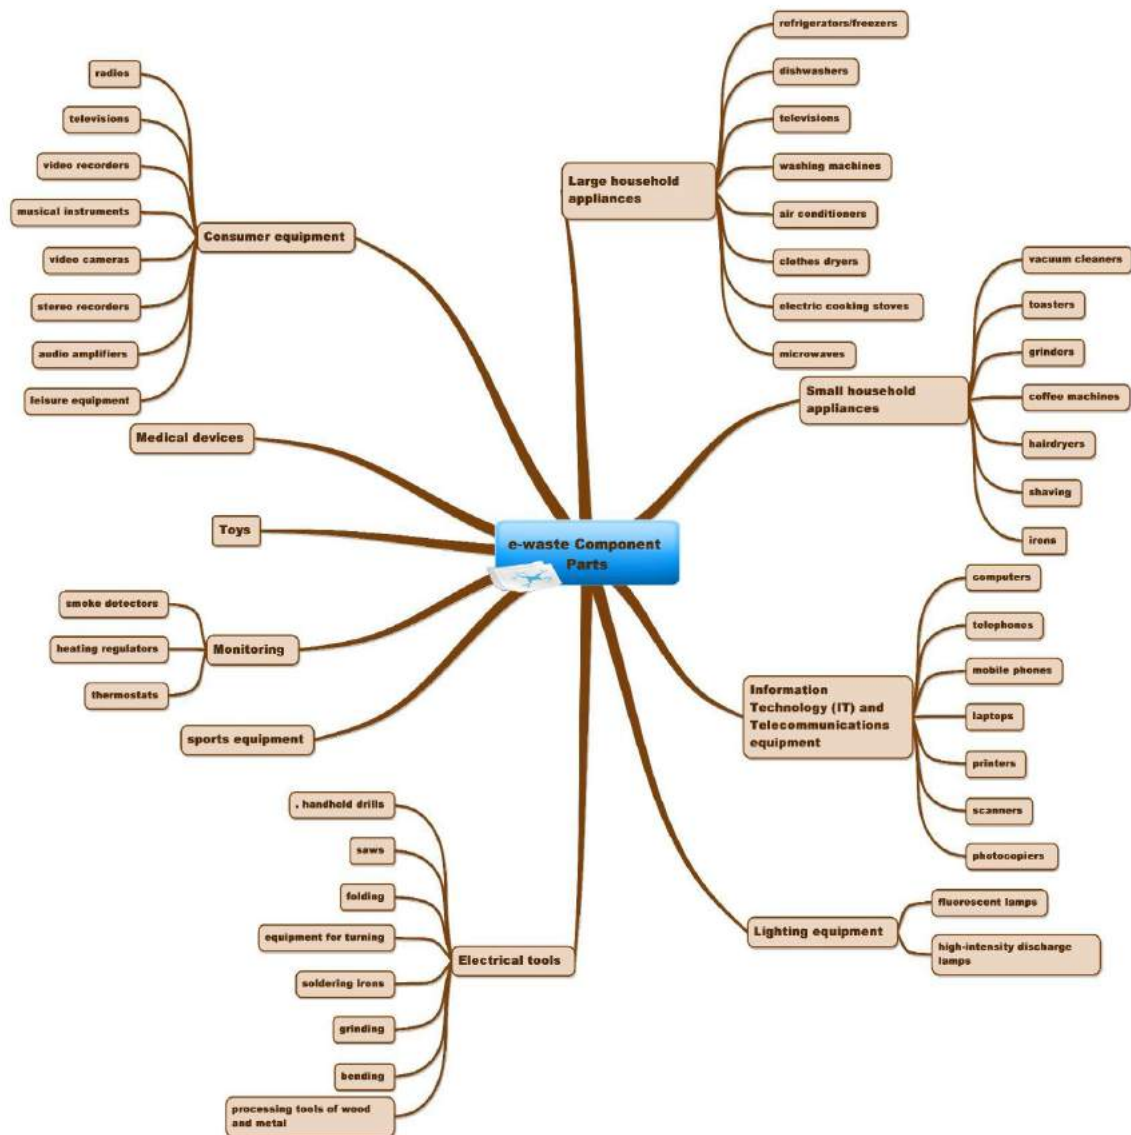 e-waste Component
Parts
Large household
appliances
refrigerators/freezers
dishwashers
televisions
washing machines
air conditioners
clothes dryers
electric cooking stoves
microwaves
Small household
appliances
vacuum cleaners
toasters
grinders
coffee machines
hairdryers
shaving
irons
Information
Technology (IT) and
Telecommunications
equipment
computers
telephones
mobile phones
laptops
printers
scanners
photocopiers
Lighting equipment
fluorescent lamps
high-intensity discharge
lamps
Electrical tools
, handheld drills
saws
folding
equipment for turning
soldering irons
grinding
bending
processing tools of wood
and metal
sports equipment
Monitoring
smoke detectors
heating regulators
thermostats
Toys
Medical devices
Consumer equipment
radios
televisions
video recorders
musical instruments
video cameras
stereo recorders
audio amplifiers
leisure equipment